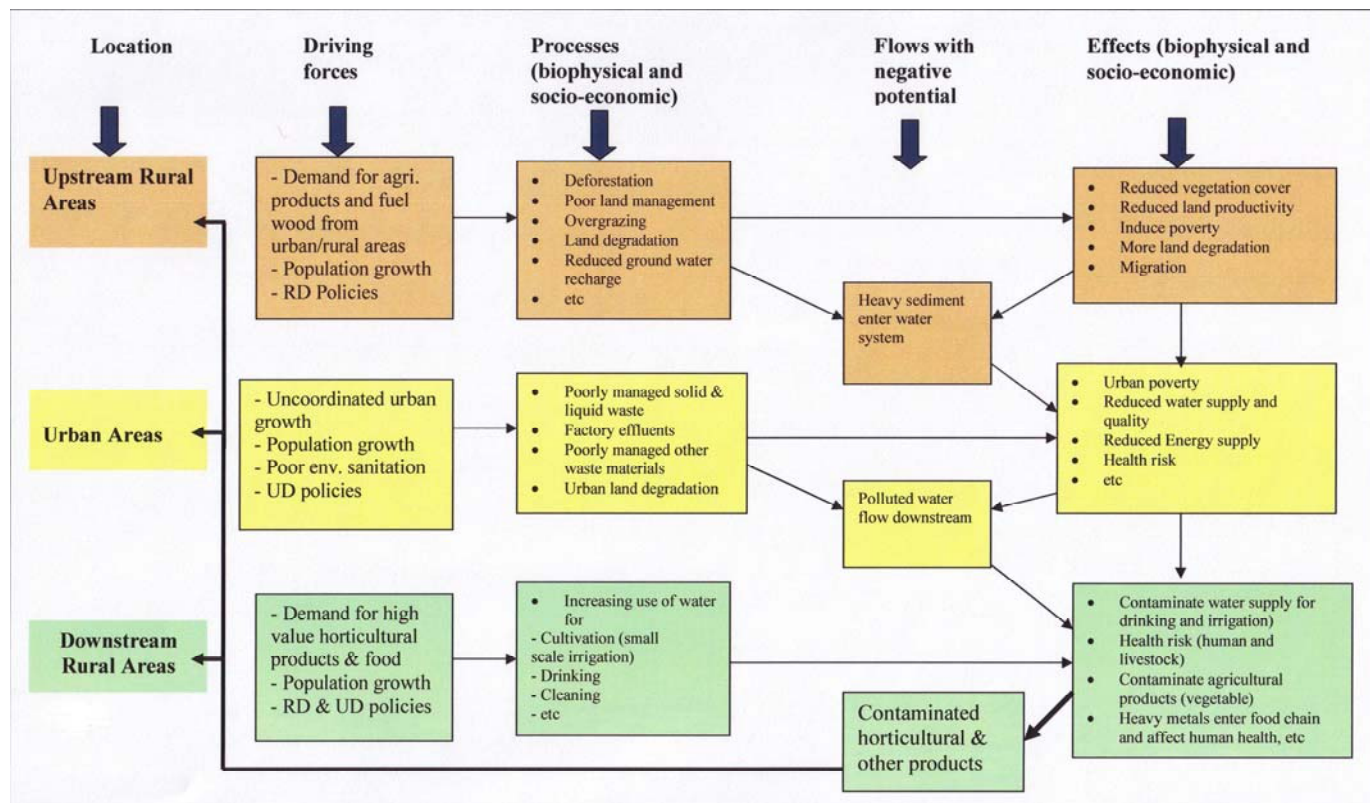 Location
Driving
forces
Processes
(biophysical and
socio-economic)
Flows with
negative
potential
Effects (biophysical and
socio-economic)
Upstream Rural
Areas
- Demand for agri.
products and fuel
wood from
urban/rural areas
- Population growth
- RD Policies
• Deforestation
• Poor land management
• Overgrazing
• Land degradation
• Reduced ground water
recharge
• etc
Heavy sediment
enter water
system
• Reduced vegetation cover
• Reduced land productivity
• Induce poverty
• More land degradation
• Migration
Urban Areas
- Uncoordinated urban
growth
- Population growth
- Poor env. sanitation
- UD policies
• Poorly managed solid &
liquid waste
• Factory effluents
• Poorly managed other
waste materials
• Urban land degradation
Polluted water
flow downstream
• Urban poverty
• Reduced water supply and
quality
• Reduced Energy supply
• Health risk
• etc
Downstream
Rural Areas
- Demand for high
value horticultural
products & food
- Population growth
- RD & UD policies
• Increasing use of water
for
- Cultivation (small
scale irrigation)
- Drinking
- Cleaning
- etc
Contaminated
horticultural &
other products
• Contaminate water supply for
drinking and irrigation)
• Health risk (human and
livestock)
• Contaminate agricultural
products (vegetable)
• Heavy metals enter food chain
and affect human health, etc